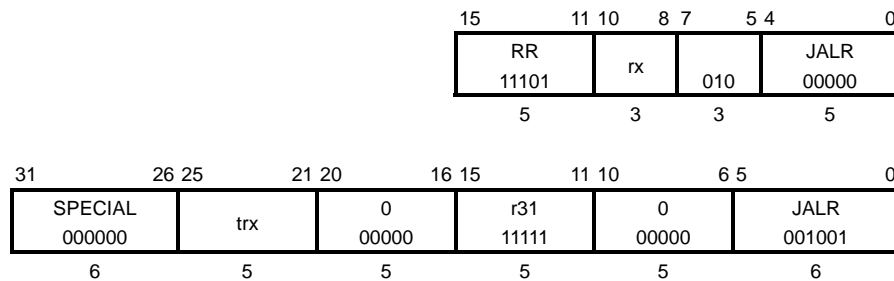 15 11 10 8 7 5 4 0
RR rx JALR
11101 010 00000
5 3 3 5
31 26 25 21 20 16 15 11 10 6 5 0
SPECIAL trx 0 r31 0 JALR
000000 00000 11111 00000 001001
6 5 5 5 5 6